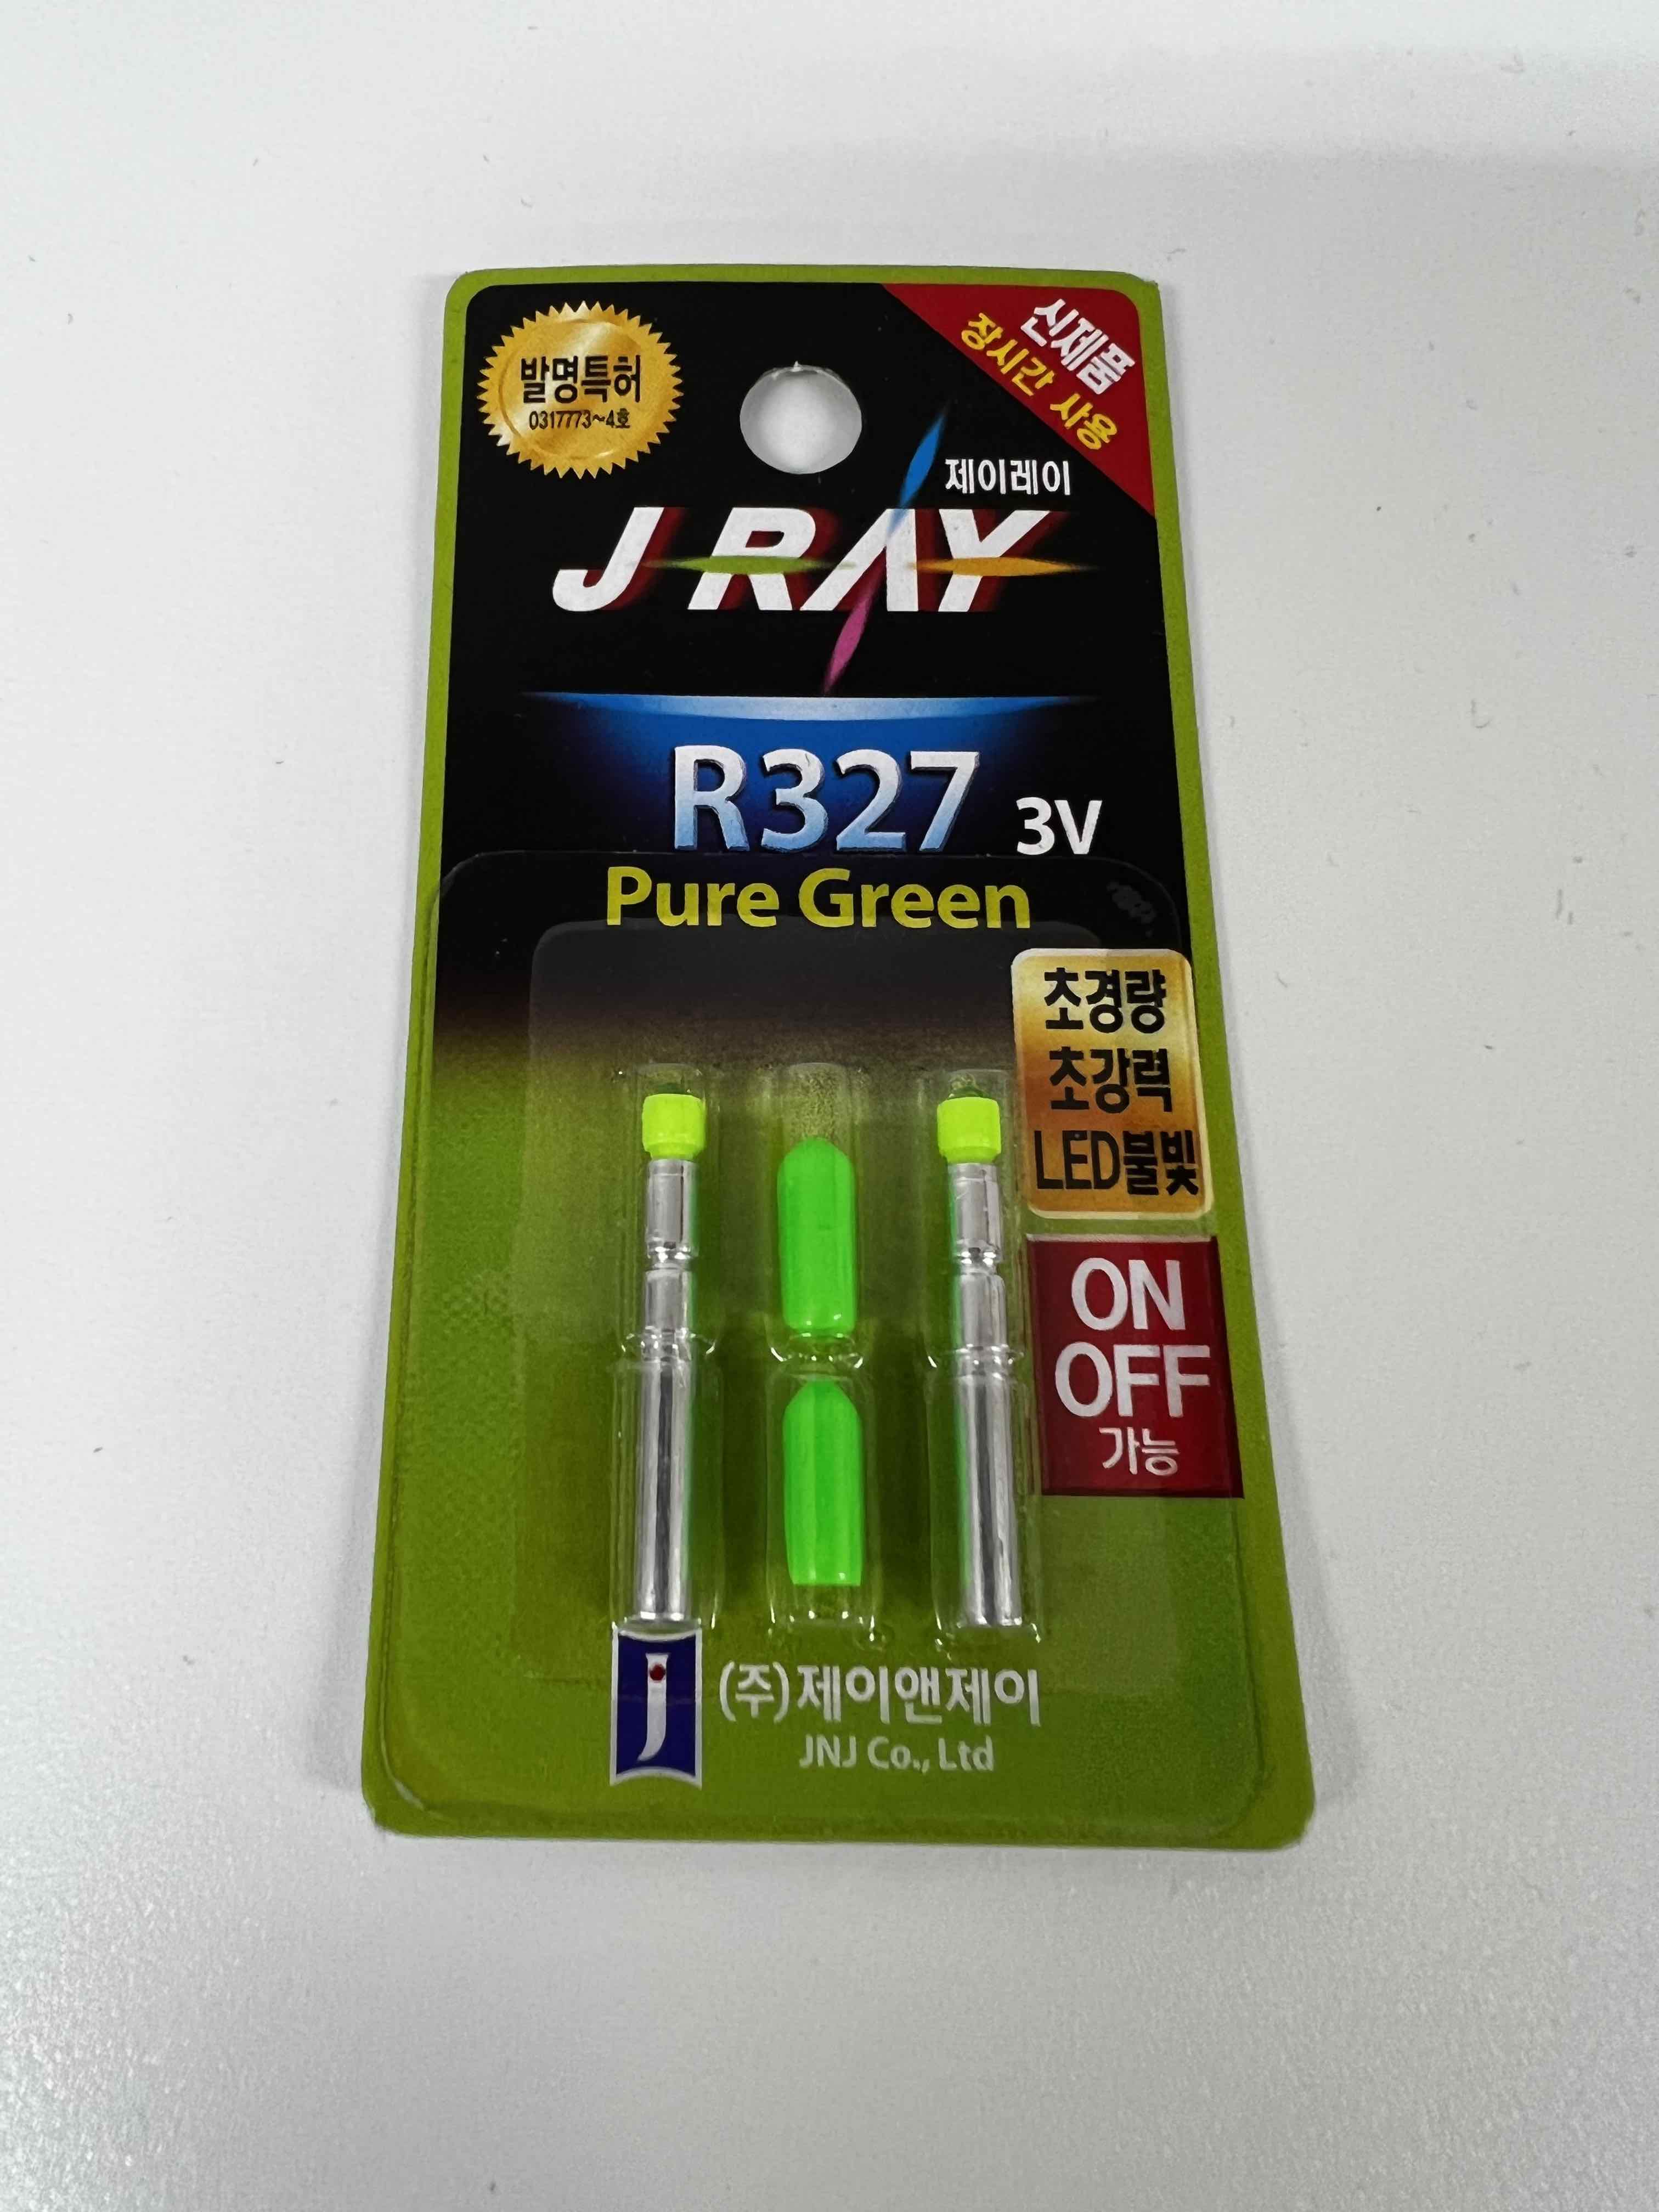 발명특허
0317773~4호
신제품
장시간 사용
제이레이
J RAY
R327 3V
Pure Green
초경량
초강력
LED불빛
ON
OFF
가능
J
(주)제이앤제이
JNJ Co., Ltd